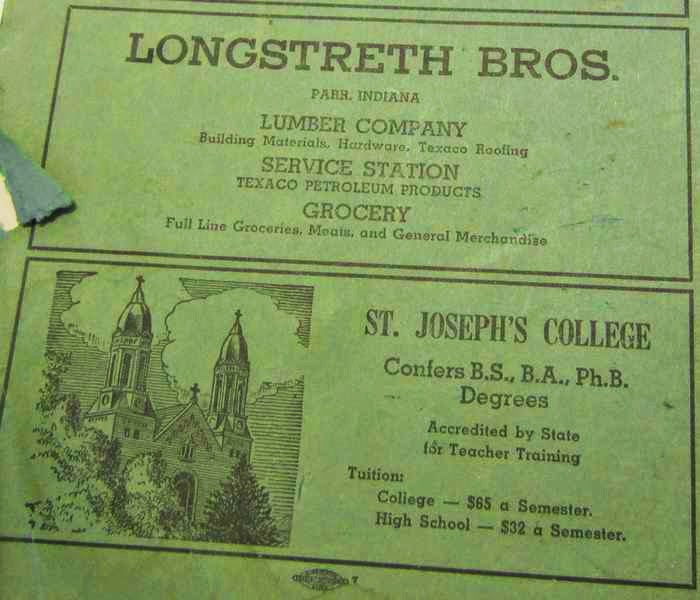 LONGSTRETH BROS.
PARR, INDIANA
LUMBER COMPANY
Building Materials, Hardware, Texaco Roofing
SERVICE STATION
TEXACO PETROLEUM PRODUCTS
GROCERY
Full Line Groceries, Meats, and General Merchandise
ST. JOSEPH'S COLLEGE
Confers B.S., B.A., Ph.B.
Degrees
Accredited by State
for Teacher Training
Tuition:
College — $65 a Semester.
High School — $32 a Semester.
7